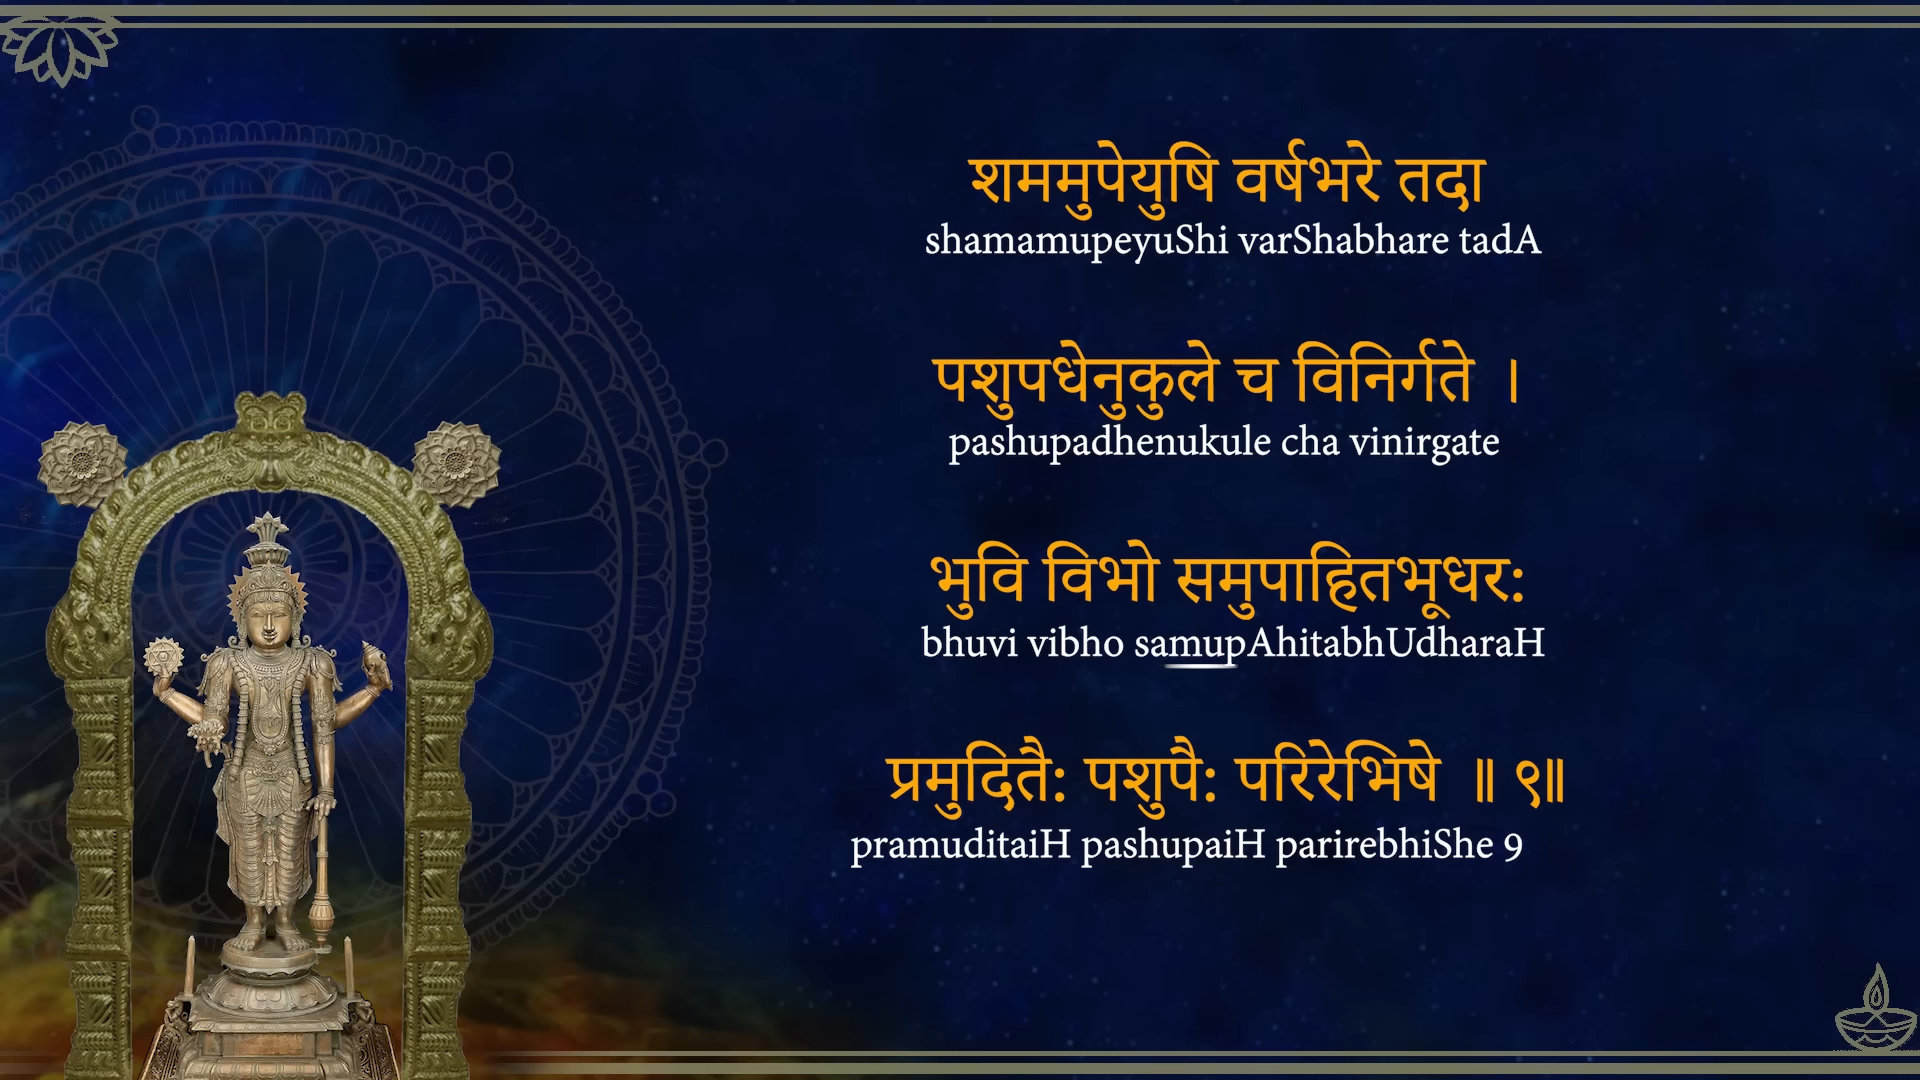 शममुपेयुषि वर्षभरे तदा
shamamupeyuShi varShabhare tadA
पशुपधेनुकुले च विनिर्गते ।
pashupadhenukule cha vinirgate
भुवि विभो समुपाहितभूधर:
bhuvi vibho samupAhitabhUdharaH
प्रमुदितै: पशुपै: परिरेभिषे ॥ ९॥
pramuditaiH pashupaiH parirebhiShe 9